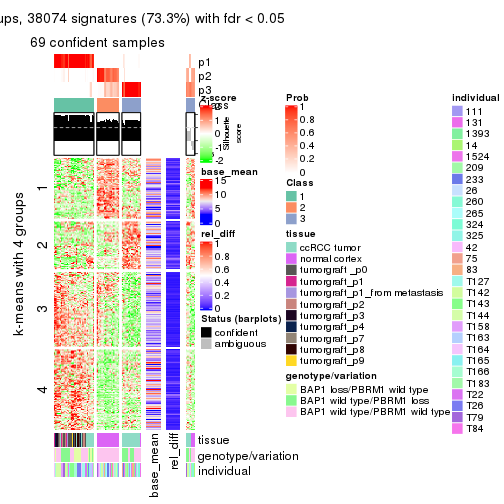 ups, 38074 signatures (73.3%) with fdr < 0.05
69 confident samples
p1
p2
p3
Class
Silhouette
score
k-means with 4 groups
1
2
3
4
z-score
2
1
0
-1
-2
base_mean
15
10
5
0
rel_diff
1
0.8
0.6
0.4
0.2
0
Status (barplots)
confident
ambiguous
tissue
genotype/variation
individual
base_mean
rel_diff
Prob
1
0.8
0.6
0.4
0.2
0
Class
1
2
3
tissue
ccRCC tumor
normal cortex
tumorgraft _p0
tumorgraft_p1
tumorgraft_p1_from metastasis
tumorgraft_p2
tumorgraft_p3
tumorgraft_p4
tumorgraft_p7
tumorgraft_p8
tumorgraft_p9
genotype/variation
BAP1 loss/PBRM1 wild type
BAP1 wild type/PBRM1 loss
BAP1 wild type/PBRM1 wild type
individual
111
131
1393
14
1524
209
233
26
260
265
324
325
42
75
83
T127
T142
T143
T144
T158
T163
T164
T165
T166
T183
T22
T26
T79
T84